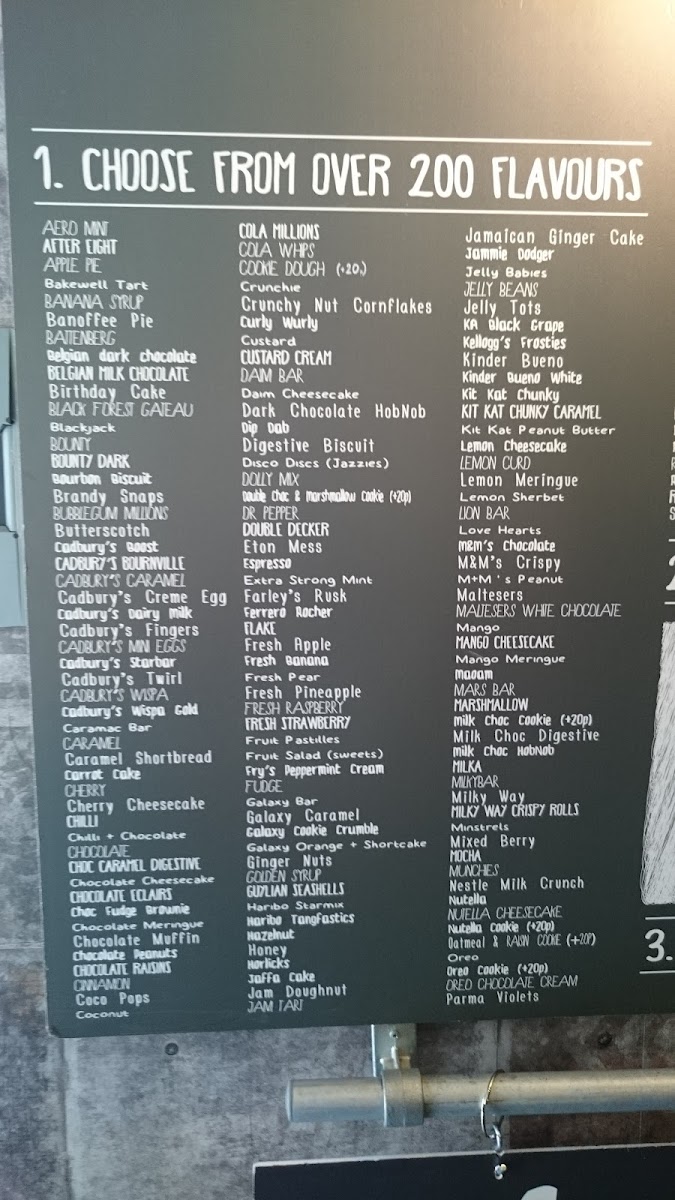 1. CHOOSE FROM OVER 200 FLAVOURS
AERO MINT
AFTER EIGHT
APPLE PIE
Bakewell Tart
BANANA SYRUP
Banoffee Pie
BATTENBERG
Belgian dark chocolate
BELGIAN MILK CHOCOLATE
Birthday Cake
BLACK FOREST GATEAU
Blackjack
BOUNTY
BOUNTY DARK
Bourbon Biscuit
Brandy Snaps
BUBBLEGUM MILLIONS
Butterscotch
Cadbury's Boost
CADBURY'S BOURNVILLE
CADBURY'S CARAMEL
Cadbury's Creme Egg
Cadbury's Dairy Milk
Cadbury's Fingers
CADBURY'S MINI EGGS
Cadbury's Starbar
Cadbury's Twirl
CADBURY'S WISPA
Cadbury's Wispa Gold
Caramac Bar
CARAMEL
Caramel Shortbread
Carrot Cake
CHERRY
Cherry Cheesecake
CHILLI
Chilli + Chocolate
CHOCOLATE
CHOC CARAMEL DIGESTIVE
Chocolate Cheesecake
CHOCOLATE ECLAIRS
Choc Fudge Brownie
Chocolate Meringue
Chocolate Muffin
Chocolate Peanuts
CHOCOLATE RAISINS
CINNAMON
Coco Pops
Coconut
COLA MILLIONS
COLA WHIPS
COOKIE DOUGH (+20p)
Crunchie
Crunchy Nut Cornflakes
Curly Wurly
Custard
CUSTARD CREAM
DAIM BAR
Daim Cheesecake
Dark Chocolate HobNob
Dip Dab
Digestive Biscuit
Disco Discs (Jazzies)
DOLLY MIX
Double Choc & Marshmallow Cookie (+20p)
DR PEPPER
DOUBLE DECKER
Eton Mess
Espresso
Extra Strong Mint
Farley's Rusk
Ferrero Rocher
FLAKE
Fresh Apple
Fresh Banana
Fresh Pear
Fresh Pineapple
FRESH RASPBERRY
FRESH STRAWBERRY
Fruit Pastilles
Fruit Salad (sweets)
Fry's Peppermint Cream
FUDGE
Galaxy Bar
Galaxy Caramel
Galaxy Cookie Crumble
Galaxy Orange + Shortcake
Ginger Nuts
GOLDEN SYRUP
GUYLIAN SEASHELLS
Haribo Starmix
Haribo Tangfastics
Hazelnut
Honey
Horlicks
Jaffa Cake
Jam Doughnut
JAM TART
Jamaican Ginger Cake
Jammie Dodger
Jelly Babies
JELLY BEANS
Jelly Tots
KA Black Grape
Kellogg's Frosties
Kinder Bueno
Kinder Bueno White
Kit Kat Chunky
KIT KAT CHUNKY CARAMEL
Kit Kat Peanut Butter
Lemon Cheesecake
LEMON CURD
Lemon Meringue
Lemon Sherbet
LION BAR
Love Hearts
m&m's Chocolate
M&M's Crispy
M+M's Peanut
Maltesers
MALTESERS WHITE CHOCOLATE
Mango
MANGO CHEESECAKE
Mango Meringue
maoam
MARS BAR
MARSHMALLOW
milk Choc Cookie (+20p)
Milk Choc Digestive
milk Choc HobNob
MILKA
MILKYBAR
Milky Way
MILKY WAY CRISPY ROLLS
Minstrels
Mixed Berry
MOCHA
MUNCHIES
Nestle Milk Crunch
Nutella
NUTELLA CHEESECAKE
Nutella Cookie (+20p)
Oatmeal & RAISIN COOKIE (+20P)
Oreo
Oreo Cookie (+20p)
OREO CHOCOLATE CREAM
Parma Violets
3.